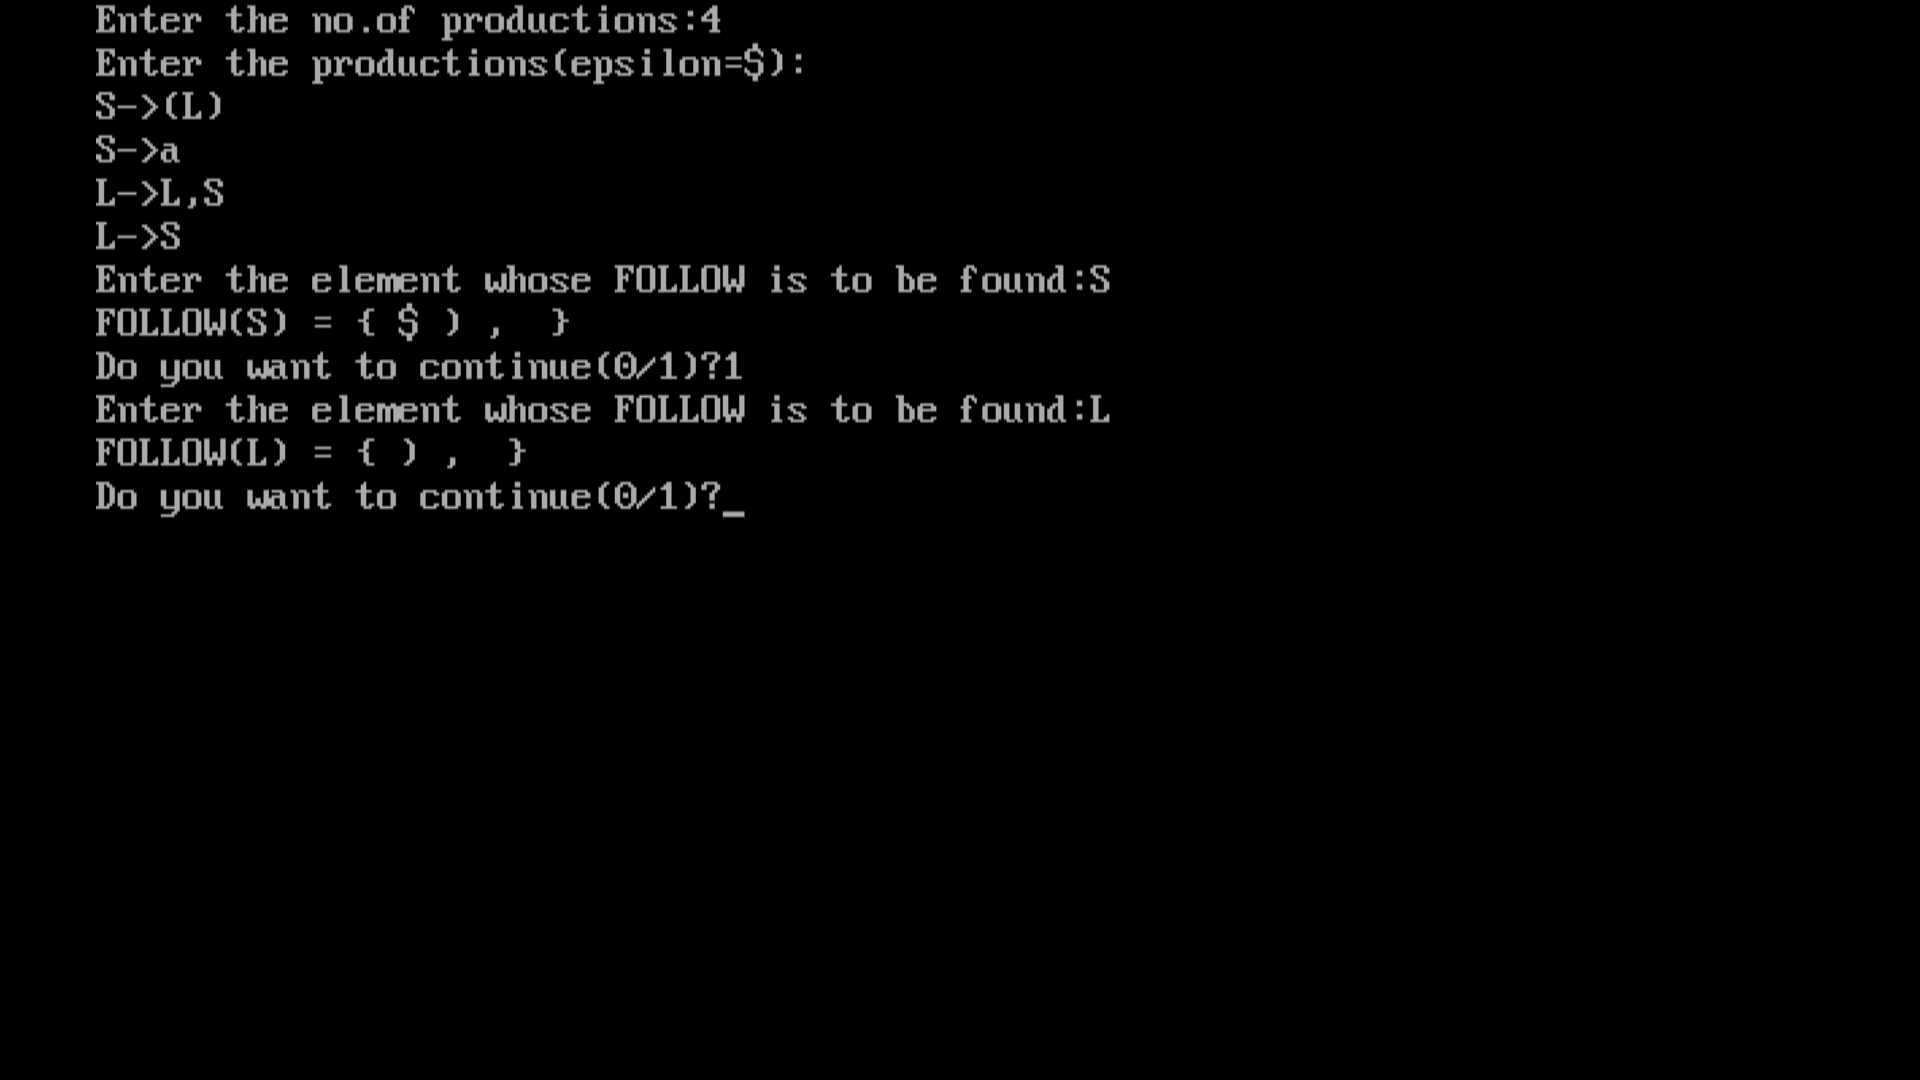 Enter the no.of productions:4
Enter the productions(epsilon=$):
S->(L)
S->a
L->L,S
L->S
Enter the element whose FOLLOW is to be found:S
FOLLOW(S) = { $ ) ,  }
Do you want to continue(0/1)?1
Enter the element whose FOLLOW is to be found:L
FOLLOW(L) = { ) ,  }
Do you want to continue(0/1)?_